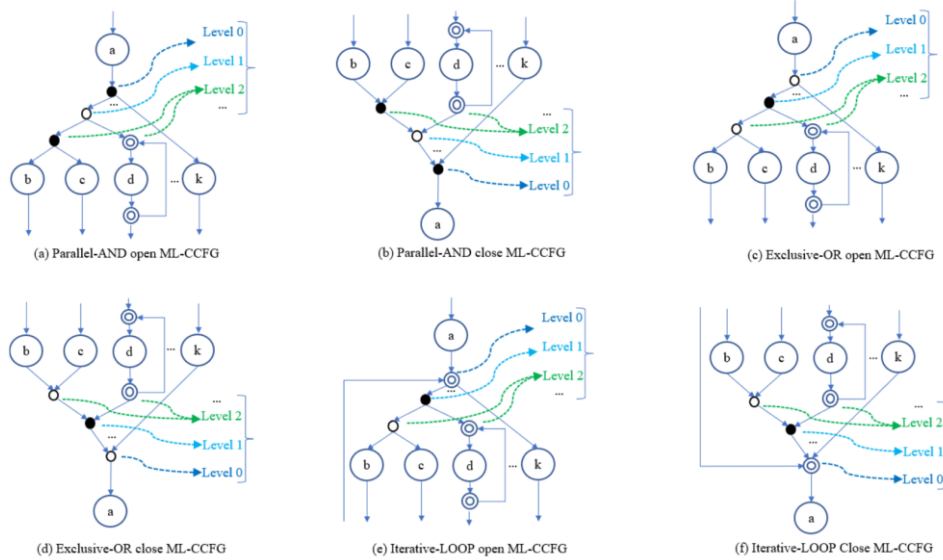 a
Level 0
Level 1
...
Level 2
...
b
c
d
...
k
(a) Parallel-AND open ML-CCFG
b
c
d
...
k
...
Level 2
...
Level 1
Level 0
a
(b) Parallel-AND close ML-CCFG
a
Level 0
Level 1
...
Level 2
...
b
c
d
...
k
(c) Exclusive-OR open ML-CCFG
b
c
d
...
k
...
Level 2
...
Level 1
Level 0
a
(d) Exclusive-OR close ML-CCFG
a
Level 0
Level 1
...
Level 2
...
b
c
d
...
k
(e) Iterative-LOOP open ML-CCFG
b
c
d
...
k
...
Level 2
...
Level 1
Level 0
a
(f) Iterative-LOOP Close ML-CCFG